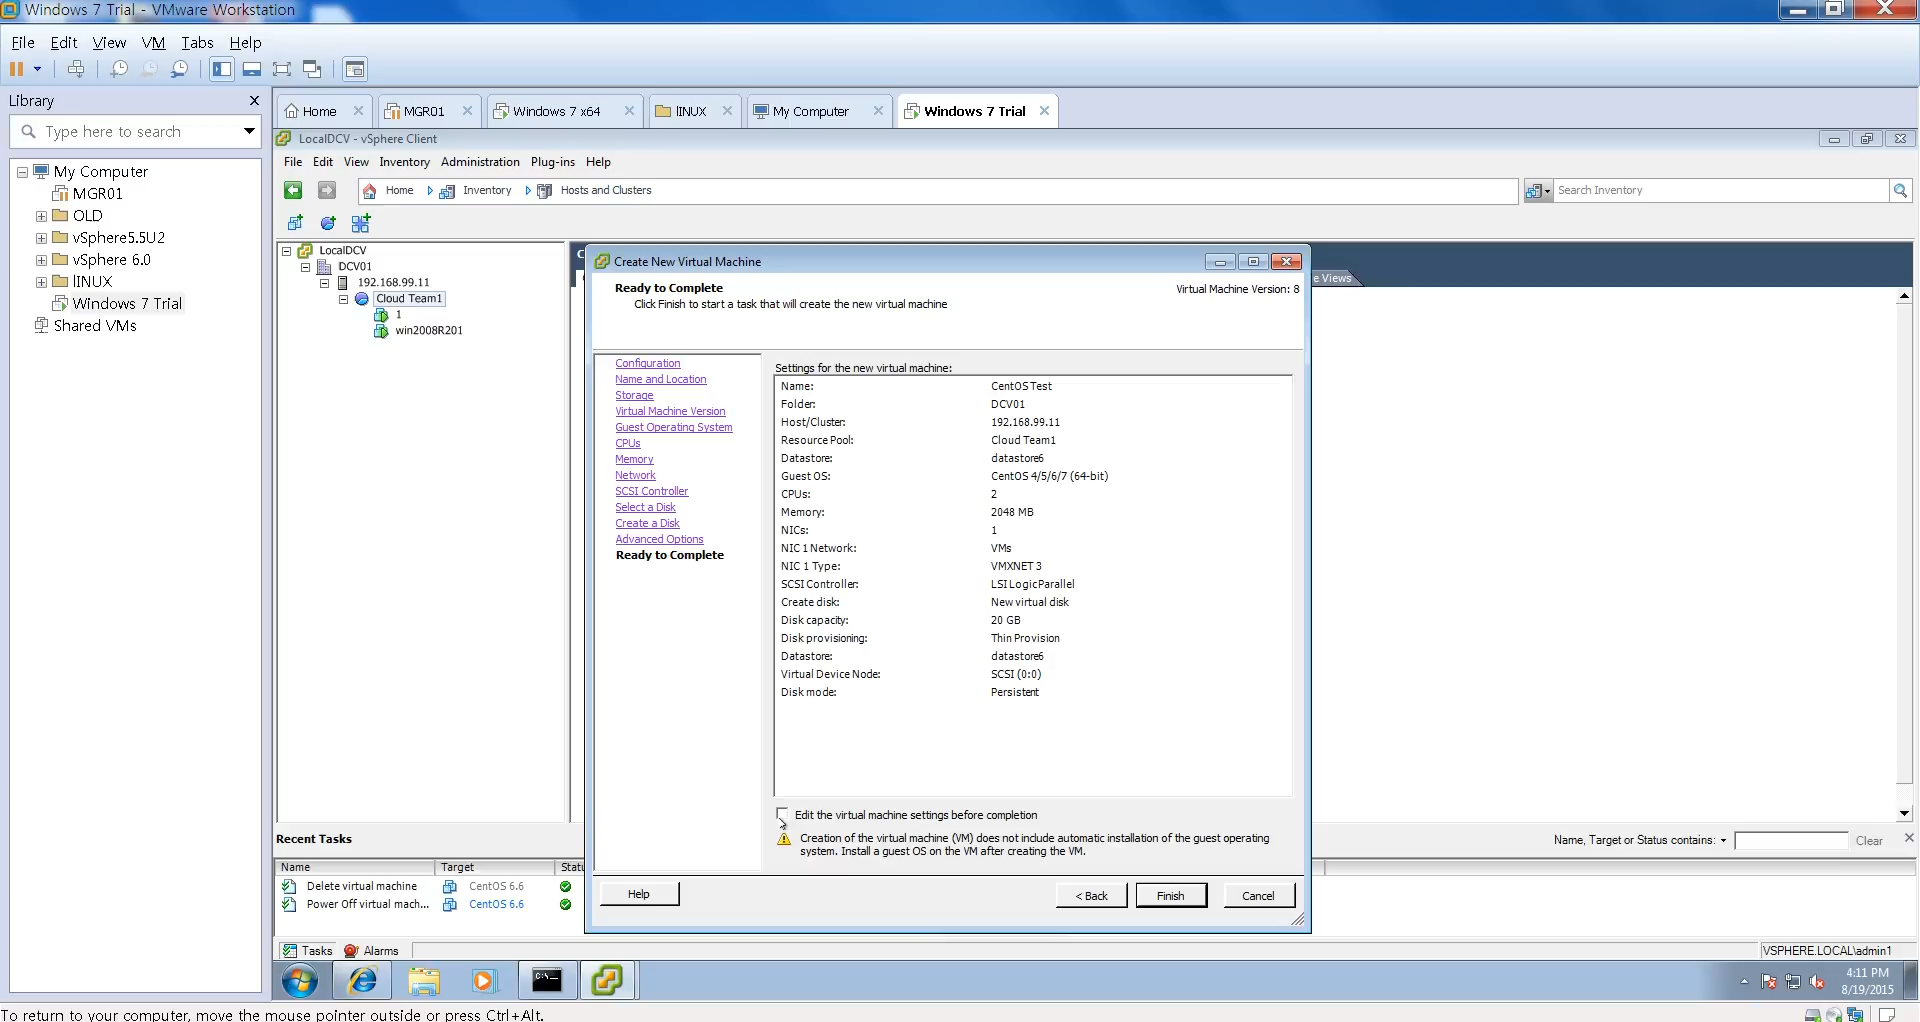 Windows 7 Trial - VMware Workstation
File Edit View VM Tabs Help
Library
Type here to search
My Computer
MGR01
OLD
vSphere5.5U2
vSphere 6.0
lINUX
Windows 7 Trial
Shared VMs
Home MGR01 Windows 7 x64 lINUX My Computer Windows 7 Trial
LocalDCV - vSphere Client
File Edit View Inventory Administration Plug-ins Help
Home Inventory Hosts and Clusters Search Inventory
LocalDCV
DCV01
192.168.99.11
Cloud Team1
1
win2008R201
e Views
Create New Virtual Machine
Ready to Complete
Click Finish to start a task that will create the new virtual machine
Virtual Machine Version: 8
Configuration
Name and Location
Storage
Virtual Machine Version
Guest Operating System
CPUs
Memory
Network
SCSI Controller
Select a Disk
Create a Disk
Advanced Options
Ready to Complete
Settings for the new virtual machine:
Name: CentOS Test
Folder: DCV01
Host/Cluster: 192.168.99.11
Resource Pool: Cloud Team1
Datastore: datastore6
Guest OS: CentOS 4/5/6/7 (64-bit)
CPUs: 2
Memory: 2048 MB
NICs: 1
NIC 1 Network: VMs
NIC 1 Type: VMXNET 3
SCSI Controller: LSI Logic Parallel
Create disk: New virtual disk
Disk capacity: 20 GB
Disk provisioning: Thin Provision
Datastore: datastore6
Virtual Device Node: SCSI (0:0)
Disk mode: Persistent
Edit the virtual machine settings before completion
Creation of the virtual machine (VM) does not include automatic installation of the guest operating
system. Install a guest OS on the VM after creating the VM.
Help < Back Finish Cancel
Recent Tasks
Name, Target or Status contains: Clear
Name Target Statu
Delete virtual machine CentOS 6.6
Power Off virtual mach... CentOS 6.6
Tasks Alarms
VSPHERE.LOCAL\admin1
C:\
4:11 PM
8/19/2015
To return to your computer, move the mouse pointer outside or press Ctrl+Alt.